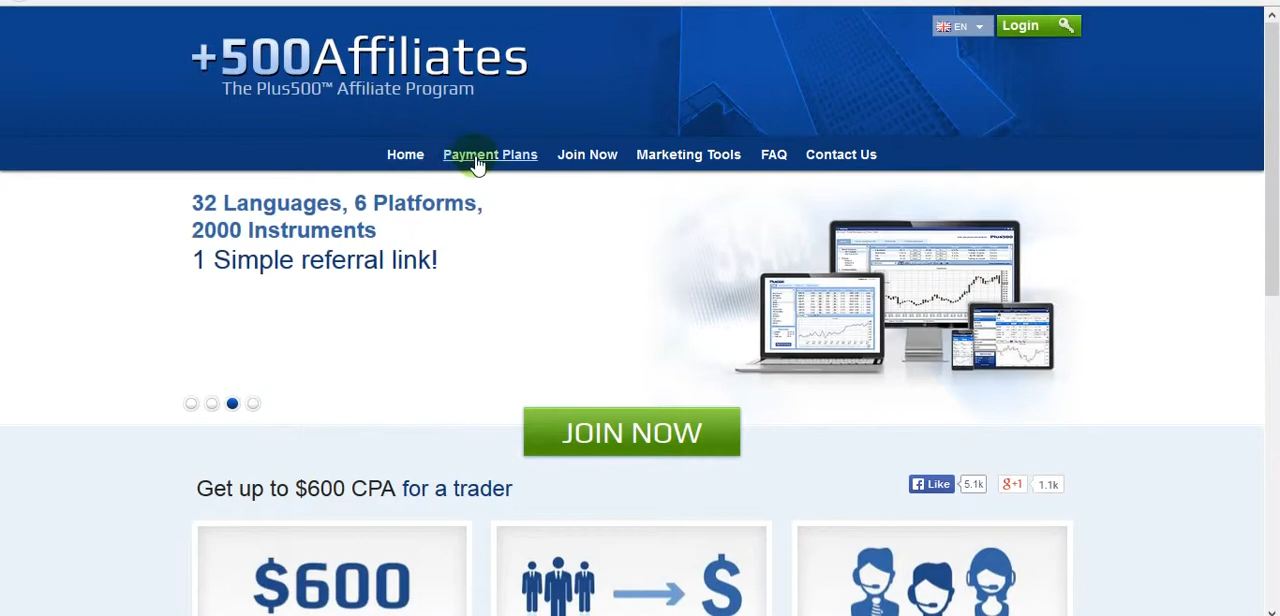 EN
Login
+500Affiliates
The Plus500™ Affiliate Program
Home Payment Plans Join Now Marketing Tools FAQ Contact Us
32 Languages, 6 Platforms,
2000 Instruments
1 Simple referral link!
Plus500
JOIN NOW
Get up to $600 CPA for a trader
Like 5.1k
g+1 1.1k
$600
$